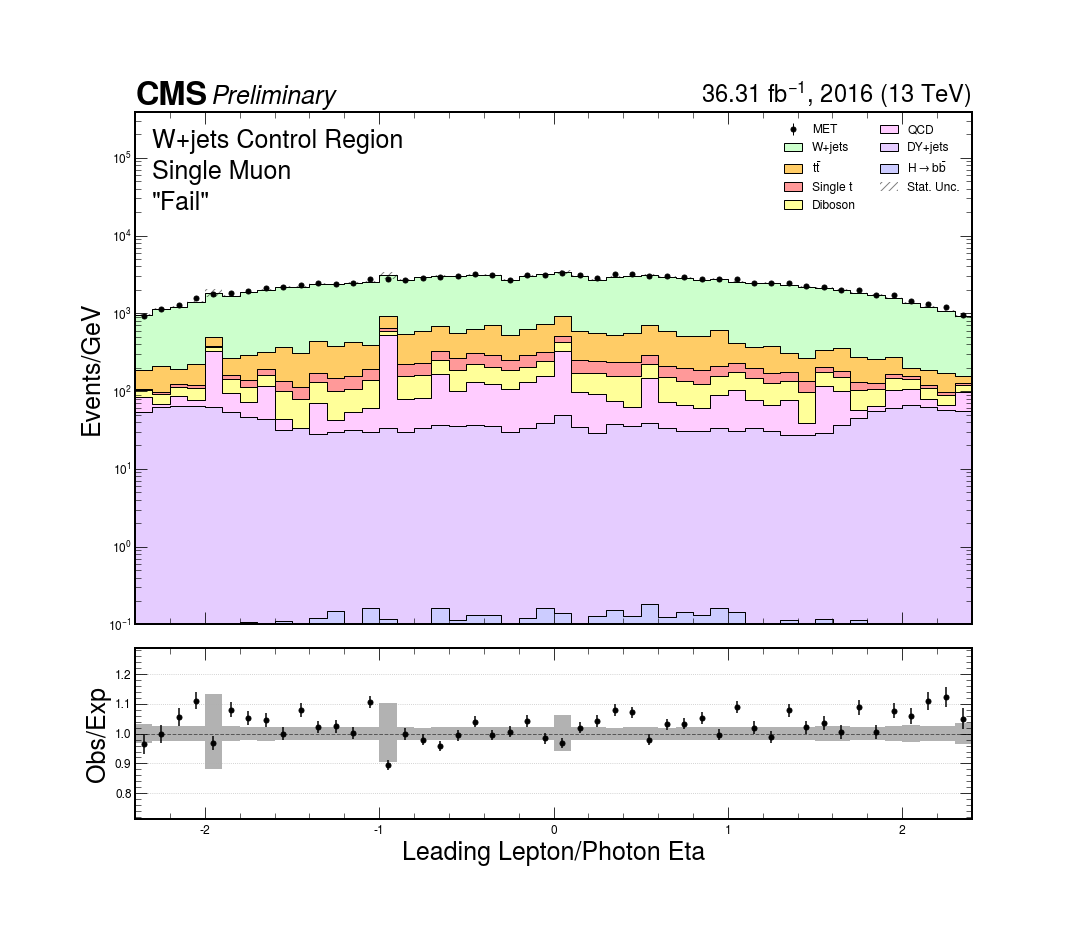 CMS Preliminary
36.31 fb⁻¹, 2016 (13 TeV)
W+jets Control Region
Single Muon
"Fail"
MET
W+jets
tt̄
Single t
Diboson
QCD
DY+jets
H→bb̄
Stat. Unc.
Events/GeV
10⁵
10⁴
10³
10²
10¹
10⁰
10⁻¹
Obs/Exp
1.2
1.1
1.0
0.9
0.8
-2 -1 0 1 2
Leading Lepton/Photon Eta